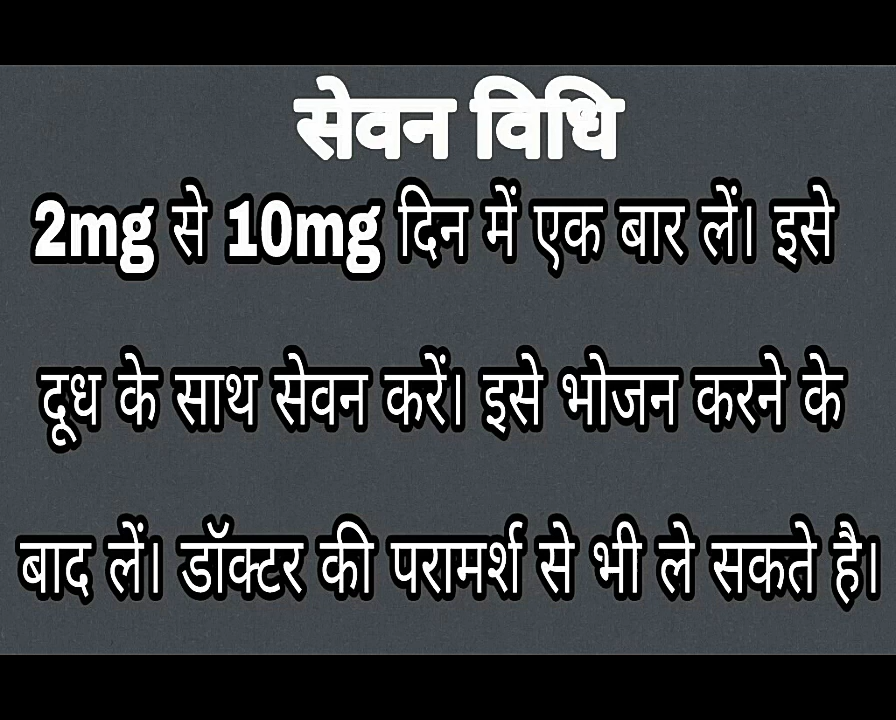 सेवन विधि
2mg से 10mg दिन में एक बार लें। इसे
दूध के साथ सेवन करें। इसे भोजन करने के
बाद लें। डॉक्टर की परामर्श से भी ले सकते है।